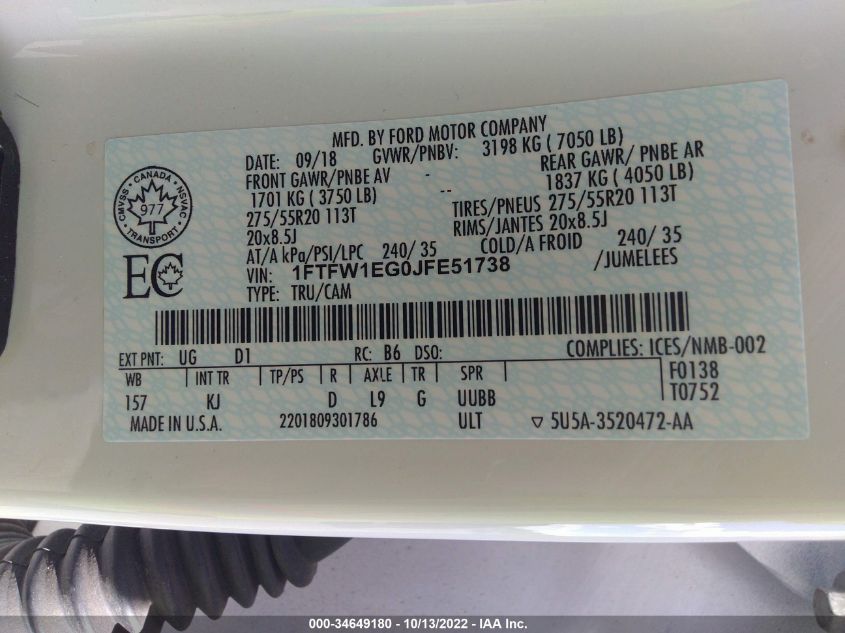 MFD. BY FORD MOTOR COMPANY
DATE: 09/18 GVWR/PNBV: 3198 KG ( 7050 LB)
FRONT GAWR/PNBE AV - REAR GAWR/ PNBE AR
1701 KG ( 3750 LB) -- 1837 KG ( 4050 LB)
275/55R20 113T TIRES/PNEUS 275/55R20 113T
20x8.5J RIMS/JANTES 20x8.5J
AT/A kPa/PSI/LPC 240/ 35 COLD/A FROID 240/ 35
VIN: 1FTFW1EG0JFE51738 /JUMELEES
TYPE: TRU/CAM
CANADA
CMVSS NSVAC
977
TRANSPORT
EC
EXT PNT: UG D1 RC: B6 DSO: COMPLIES: ICES/NMB-002
WB INT TR TP/PS R AXLE TR SPR F0138
157 KJ D L9 G UUBB T0752
MADE IN U.S.A. 2201809301786 ULT ▽ 5U5A-3520472-AA
000-34649180 - 10/13/2022 - IAA Inc.